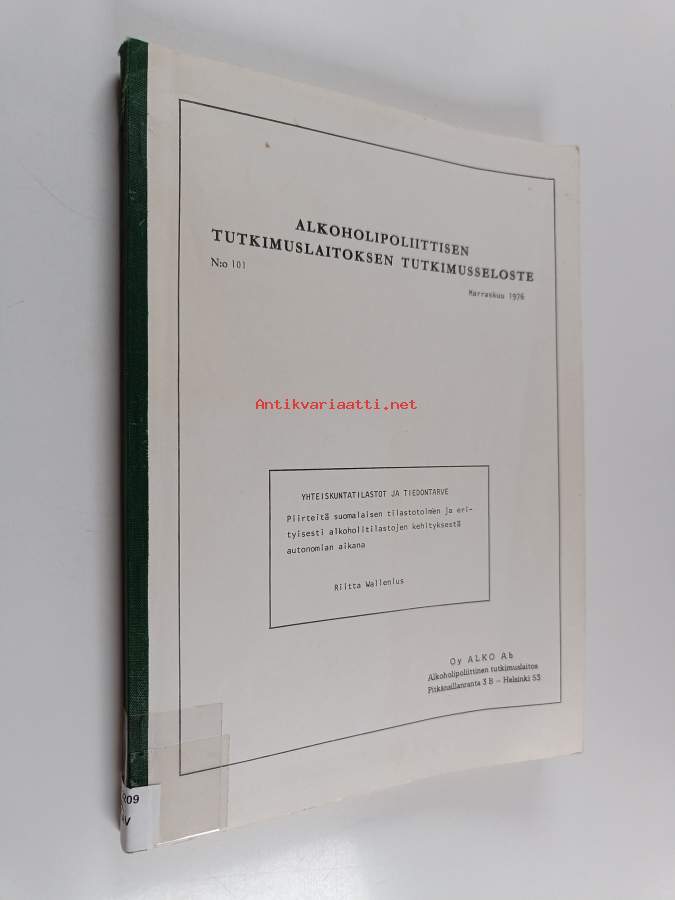 ALKOHOLIPOLIITTISEN
TUTKIMUSLAITOKSEN TUTKIMUSSELOSTE
N:o 101
Marraskuu 1976
Antikvariaatti.net
YHTEISKUNTATILASTOT JA TIEDONTARVE
Piirteitä suomalaisen tilastotoimen ja eri-
tyisesti alkoholitilastojen kehityksestä
autonomian aikana
Riitta Wallenius
Oy ALKO Ab
Alkoholipoliittinen tutkimuslaitos
Pitkänsillanranta 3 B – Helsinki 53